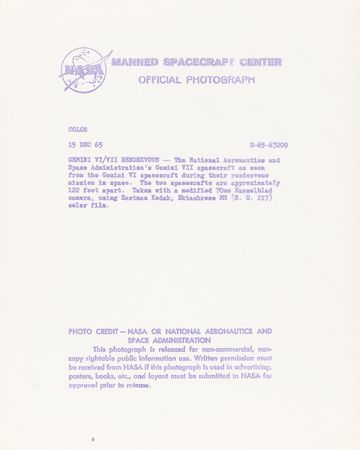 NASA MANNED SPACECRAFT CENTER
OFFICIAL PHOTOGRAPH
COLOR
15 DEC 65 S-65-63209
GEMINI VI/VII RENDEZVOUS -- The National Aeronautics and
Space Administration's Gemini VII spacecraft as seen
from the Gemini VI spacecraft during their rendezvous
mission in space. The two spacecrafts are approximately
122 feet apart. Taken with a modified 70mm Hasselblad
camera, using Eastman Kodak, Ektachrome MS (S. O. 217)
color film.
PHOTO CREDIT — NASA OR NATIONAL AERONAUTICS AND
SPACE ADMINISTRATION
This photograph is released for non-commercial, non-
copy rightable public information use. Written permission must
be received from NASA if this photograph is used in advertising,
posters, books, etc., and layout must be submitted to NASA for
approval prior to release.